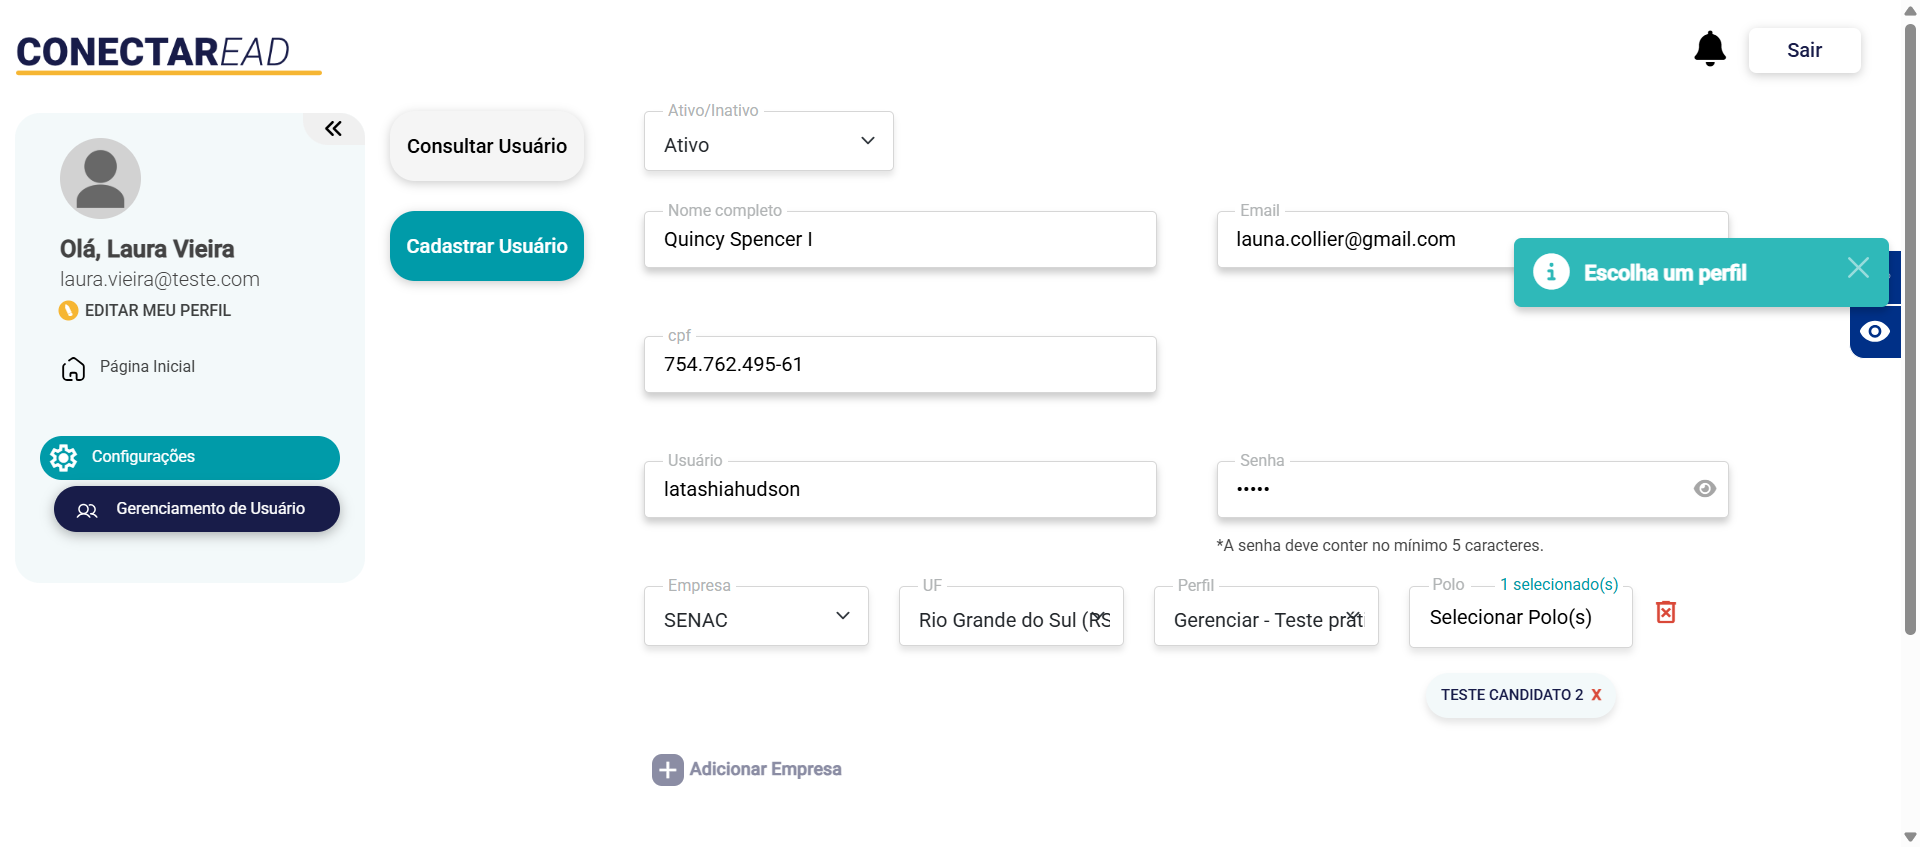 CONECTAREAD
Sair
Olá, Laura Vieira
laura.vieira@teste.com
EDITAR MEU PERFIL
Página Inicial
Configurações
Gerenciamento de Usuário
Consultar Usuário
Cadastrar Usuário
Ativo/Inativo
Ativo
Nome completo
Quincy Spencer I
Email
launa.collier@gmail.com
Escolha um perfil
cpf
754.762.495-61
Usuário
latashiahudson
Senha
•••••
*A senha deve conter no mínimo 5 caracteres.
Empresa
SENAC
UF
Rio Grande do Sul (RS
Perfil
Gerenciar - Teste prát
Polo
1 selecionado(s)
Selecionar Polo(s)
TESTE CANDIDATO 2 X
Adicionar Empresa